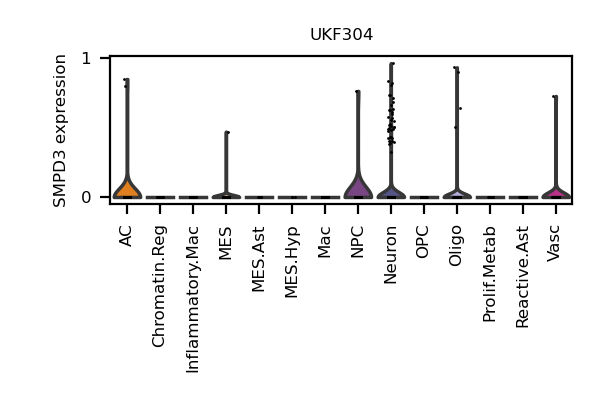 UKF304
SMPD3 expression
1
0
AC
Chromatin.Reg
Inflammatory.Mac
MES
MES.Ast
MES.Hyp
Mac
NPC
Neuron
OPC
Oligo
Prolif.Metab
Reactive.Ast
Vasc